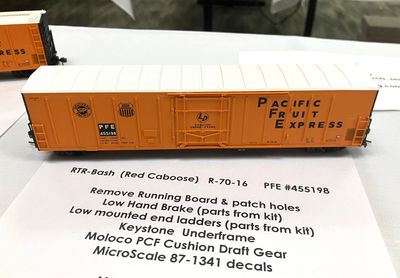 RESS
PACIFIC
FRUIT
EXPRESS
PFE
455198
LD
RTR-Bash (Red Caboose) R-70-16 PFE #455198
Remove Running Board & patch holes
Low Hand Brake (parts from kit)
Low mounted end ladders (parts from kit)
Keystone Underframe
Moloco PCF Cushion Draft Gear
MicroScale 87-1341 decals